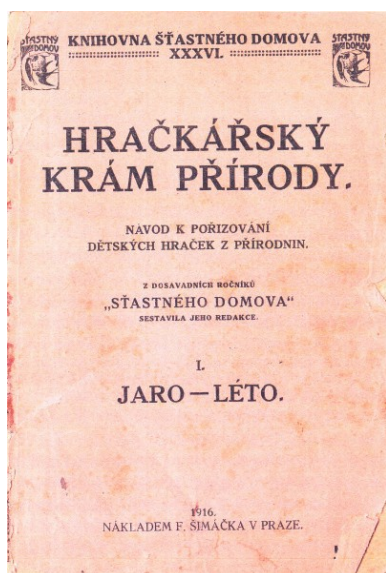 ŠŤASTNÝ DOMOV
KNIHOVNA ŠŤASTNÉHO DOMOVA
XXXVI.
ŠŤASTNÝ DOMOV
HRAČKÁŘSKÝ
KRÁM PŘÍRODY.
NAVOD K POŘIZOVÁNÍ
DĚTSKÝCH HRAČEK Z PŘÍRODNIN.
Z DOSAVADNÍCH ROČNÍKŮ
„SŤASTNÉHO DOMOVA“
SESTAVILA JEHO REDAKCE.
I.
JARO—LÉTO.
1916.
NÁKLADEM F. ŠIMÁČKA V PRAZE.